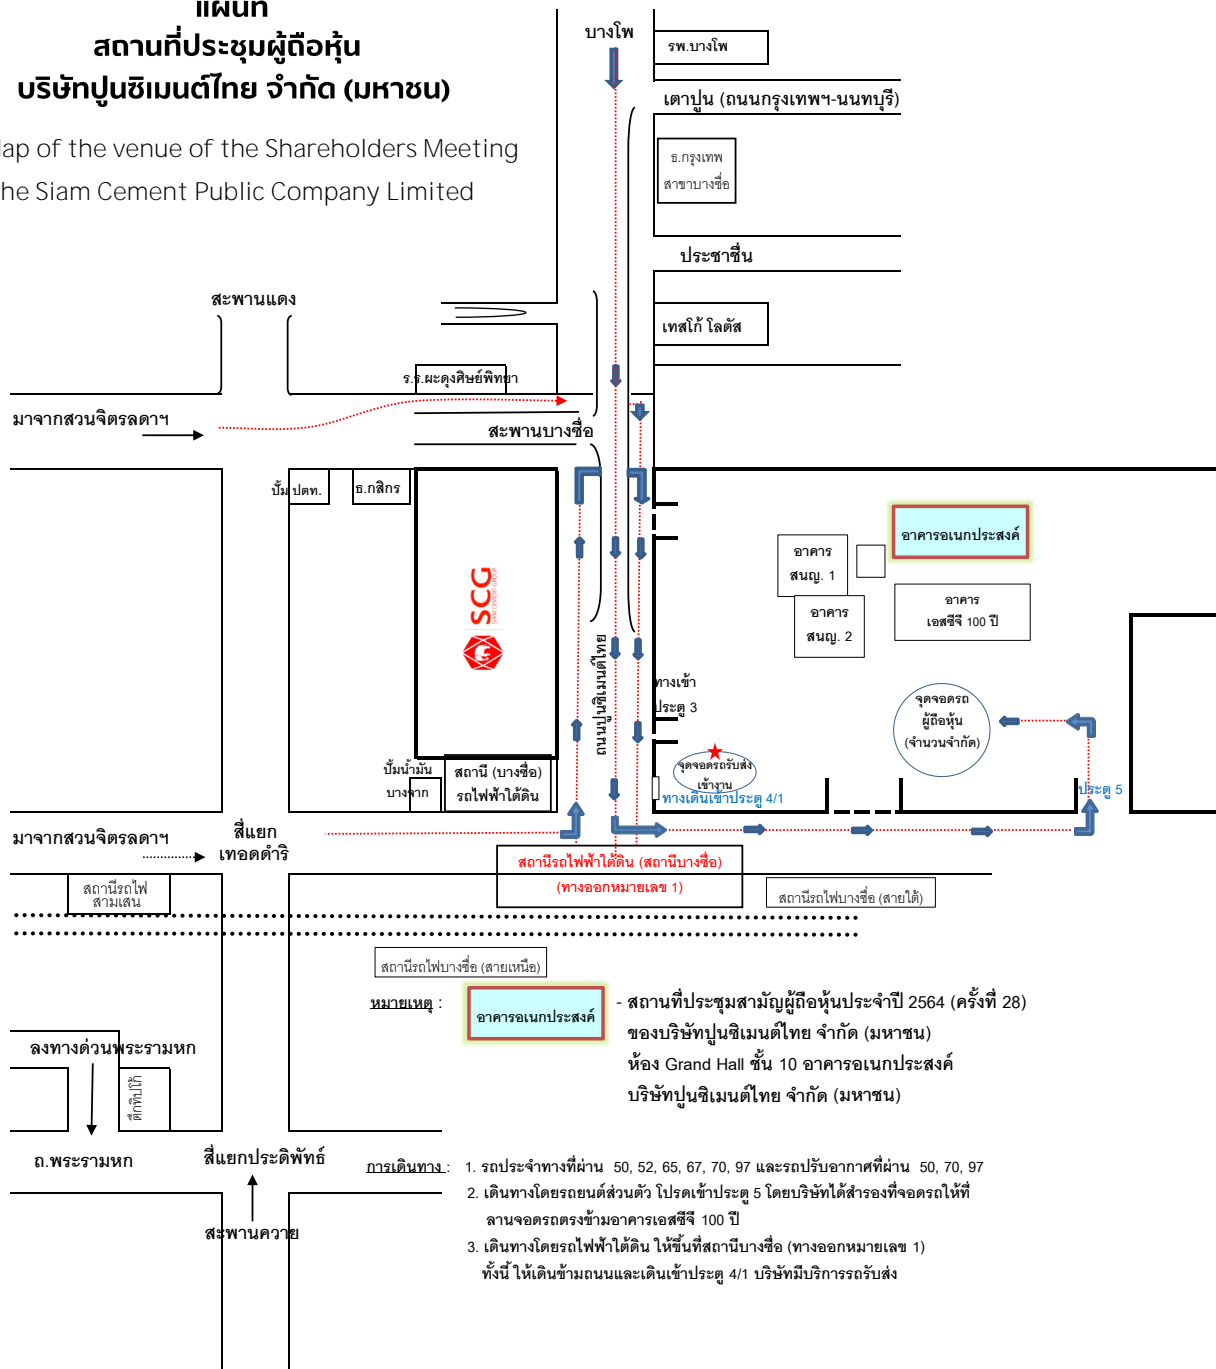 แผนที่
สถานที่ประชุมผู้ถือหุ้น
บริษัทปูนซิเมนต์ไทย จำกัด (มหาชน)
ap of the venue of the Shareholders Meeting
he Siam Cement Public Company Limited
บางโพ
รพ.บางโพ
เตาปูน (ถนนกรุงเทพฯ-นนทบุรี)
ธ.กรุงเทพ
สาขาบางซื่อ
ประชาชื่น
สะพานแดง
เทสโก้ โลตัส
ร.ร.ผะดุงศิษย์พิทยา
มาจากสวนจิตรลดาฯ
สะพานบางซื่อ
ปั๊ม ปตท.
ธ.กสิกร
อาคารอเนกประสงค์
อาคาร
สนญ. 1
อาคาร
สนญ. 2
อาคาร
เอสซีจี 100 ปี
SCG
SIAM CEMENT GROUP
ถนนปูนซิเมนต์ไทย
ทางเข้า
ประตู 3
จุดจอดรถ
ผู้ถือหุ้น
(จำนวนจำกัด)
จุดจอดรถรับส่ง
เข้างาน
ทางเดินเข้าประตู 4/1
ประตู 5
ปั้มน้ำมัน
บางจาก
สถานี (บางซื่อ)
รถไฟฟ้าใต้ดิน
มาจากสวนจิตรลดาฯ
สี่แยก
เทอดดำริ
สถานีรถไฟฟ้าใต้ดิน (สถานีบางซื่อ)
(ทางออกหมายเลข 1)
สถานีรถไฟ
สามเสน
สถานีรถไฟบางซื่อ (สายใต้)
สถานีรถไฟบางซื่อ (สายเหนือ)
หมายเหตุ :
อาคารอเนกประสงค์
- สถานที่ประชุมสามัญผู้ถือหุ้นประจำปี 2564 (ครั้งที่ 28)
ของบริษัทปูนซิเมนต์ไทย จำกัด (มหาชน)
ห้อง Grand Hall ชั้น 10 อาคารอเนกประสงค์
บริษัทปูนซิเมนต์ไทย จำกัด (มหาชน)
ลงทางด่วนพระรามหก
ตึกทิปโก้
ถ.พระรามหก
สี่แยกประดิพัทธ์
สะพานควาย
การเดินทาง : 1. รถประจำทางที่ผ่าน 50, 52, 65, 67, 70, 97 และรถปรับอากาศที่ผ่าน 50, 70, 97
2. เดินทางโดยรถยนต์ส่วนตัว โปรดเข้าประตู 5 โดยบริษัทได้สำรองที่จอดรถให้ที่
ลานจอดรถตรงข้ามอาคารเอสซีจี 100 ปี
3. เดินทางโดยรถไฟฟ้าใต้ดิน ให้ขึ้นที่สถานีบางซื่อ (ทางออกหมายเลข 1)
ทั้งนี้ ให้เดินข้ามถนนและเดินเข้าประตู 4/1 บริษัทมีบริการรถรับส่ง